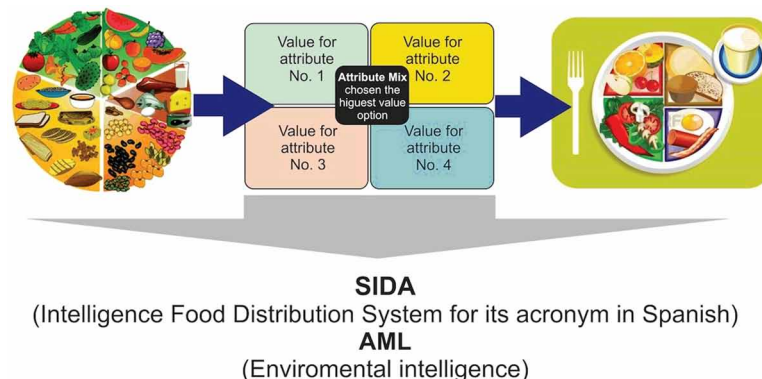 Value for
attribute
No. 1
Value for
attribute
No. 2
Attribute Mix
chosen the
higuest value
option
Value for
attribute
No. 3
Value for
attribute
No. 4
SIDA
(Intelligence Food Distribution System for its acronym in Spanish)
AML
(Enviromental intelligence)